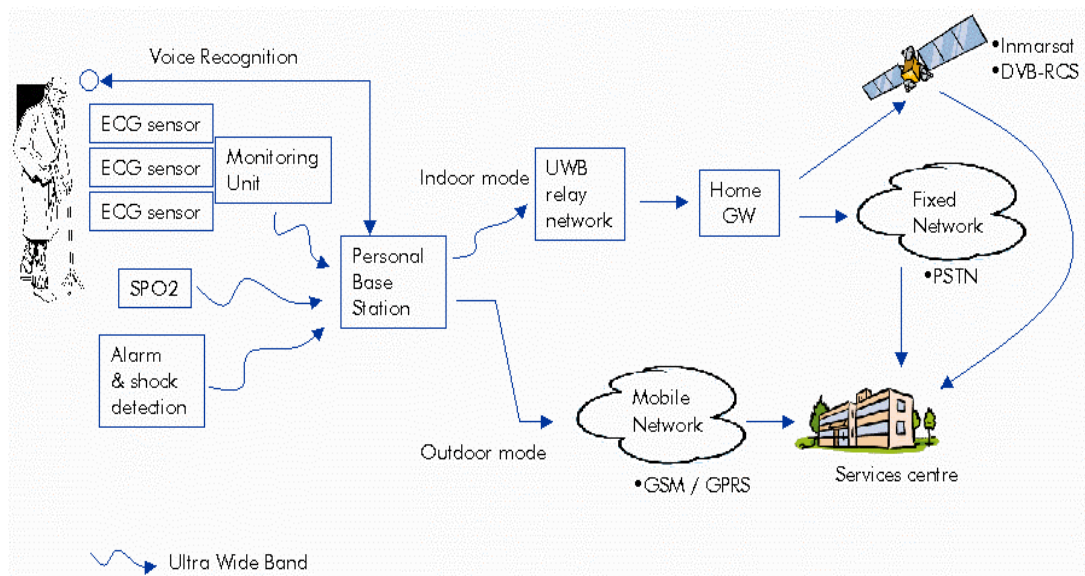 Voice Recognition
•Inmarsat
•DVB-RCS
ECG sensor
ECG sensor
ECG sensor
Monitoring
Unit
Indoor mode
UWB
relay
network
Home
GW
Fixed
Network
•PSTN
Personal
Base
Station
SPO2
Alarm
& shock
detection
Mobile
Network
•GSM / GPRS
Outdoor mode
Services centre
Ultra Wide Band